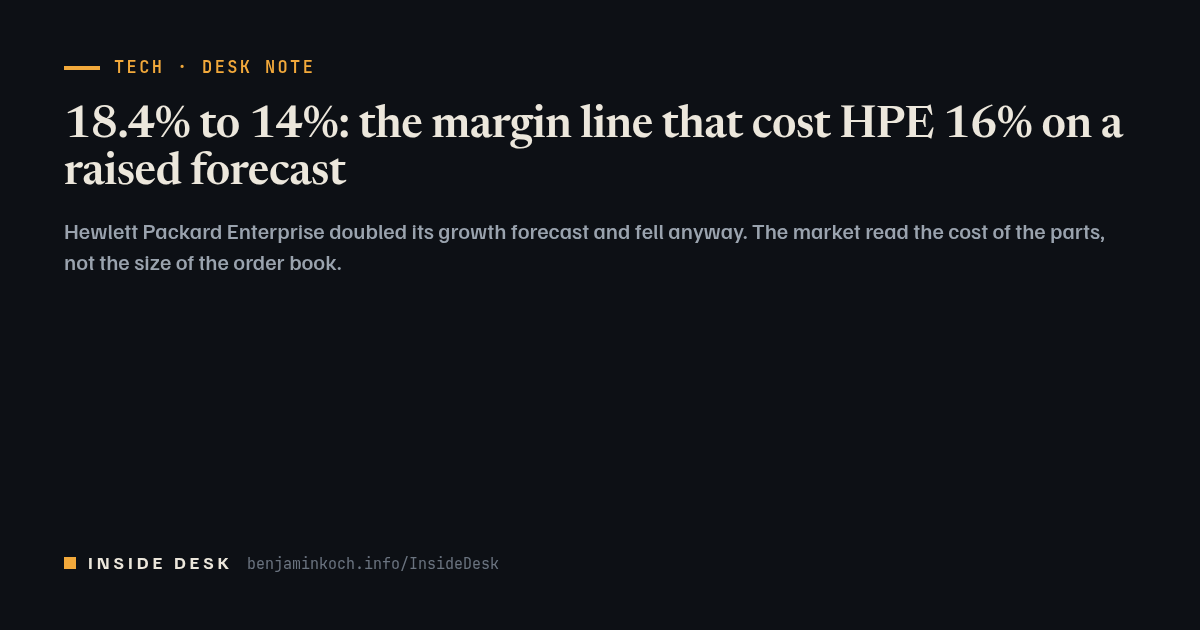 TECH · DESK NOTE
18.4% to 14%: the margin line that cost HPE 16% on a
raised forecast
Hewlett Packard Enterprise doubled its growth forecast and fell anyway. The market read the cost of the parts,
not the size of the order book.
INSIDE DESK benjaminkoch.info/InsideDesk